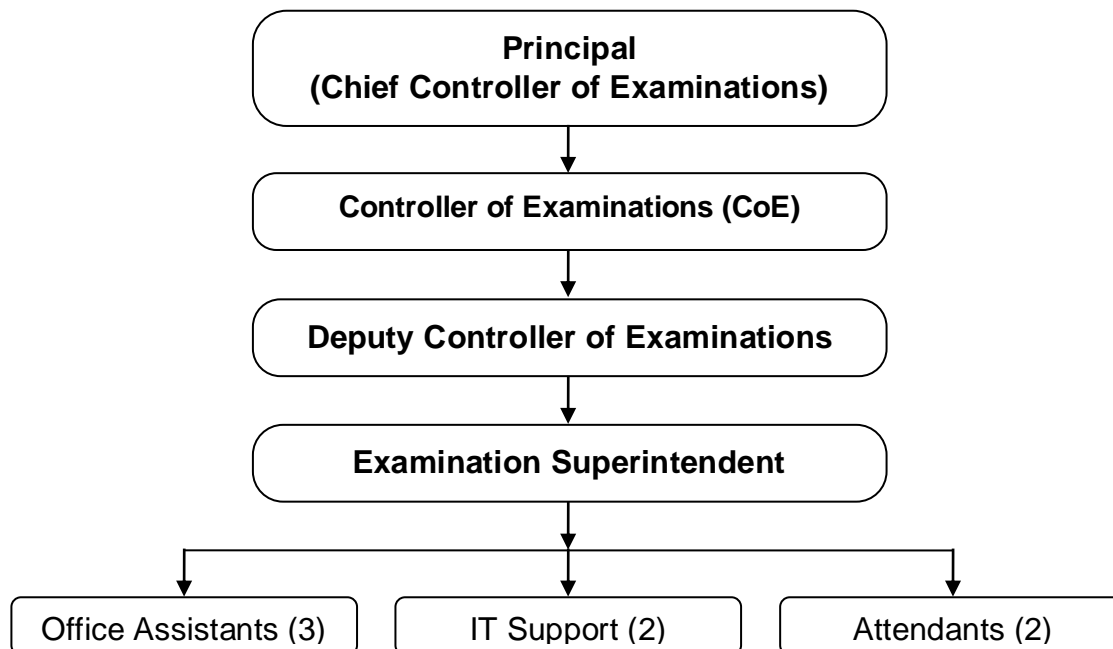 Principal
(Chief Controller of Examinations)
Controller of Examinations (CoE)
Deputy Controller of Examinations
Examination Superintendent
Office Assistants (3)
IT Support (2)
Attendants (2)